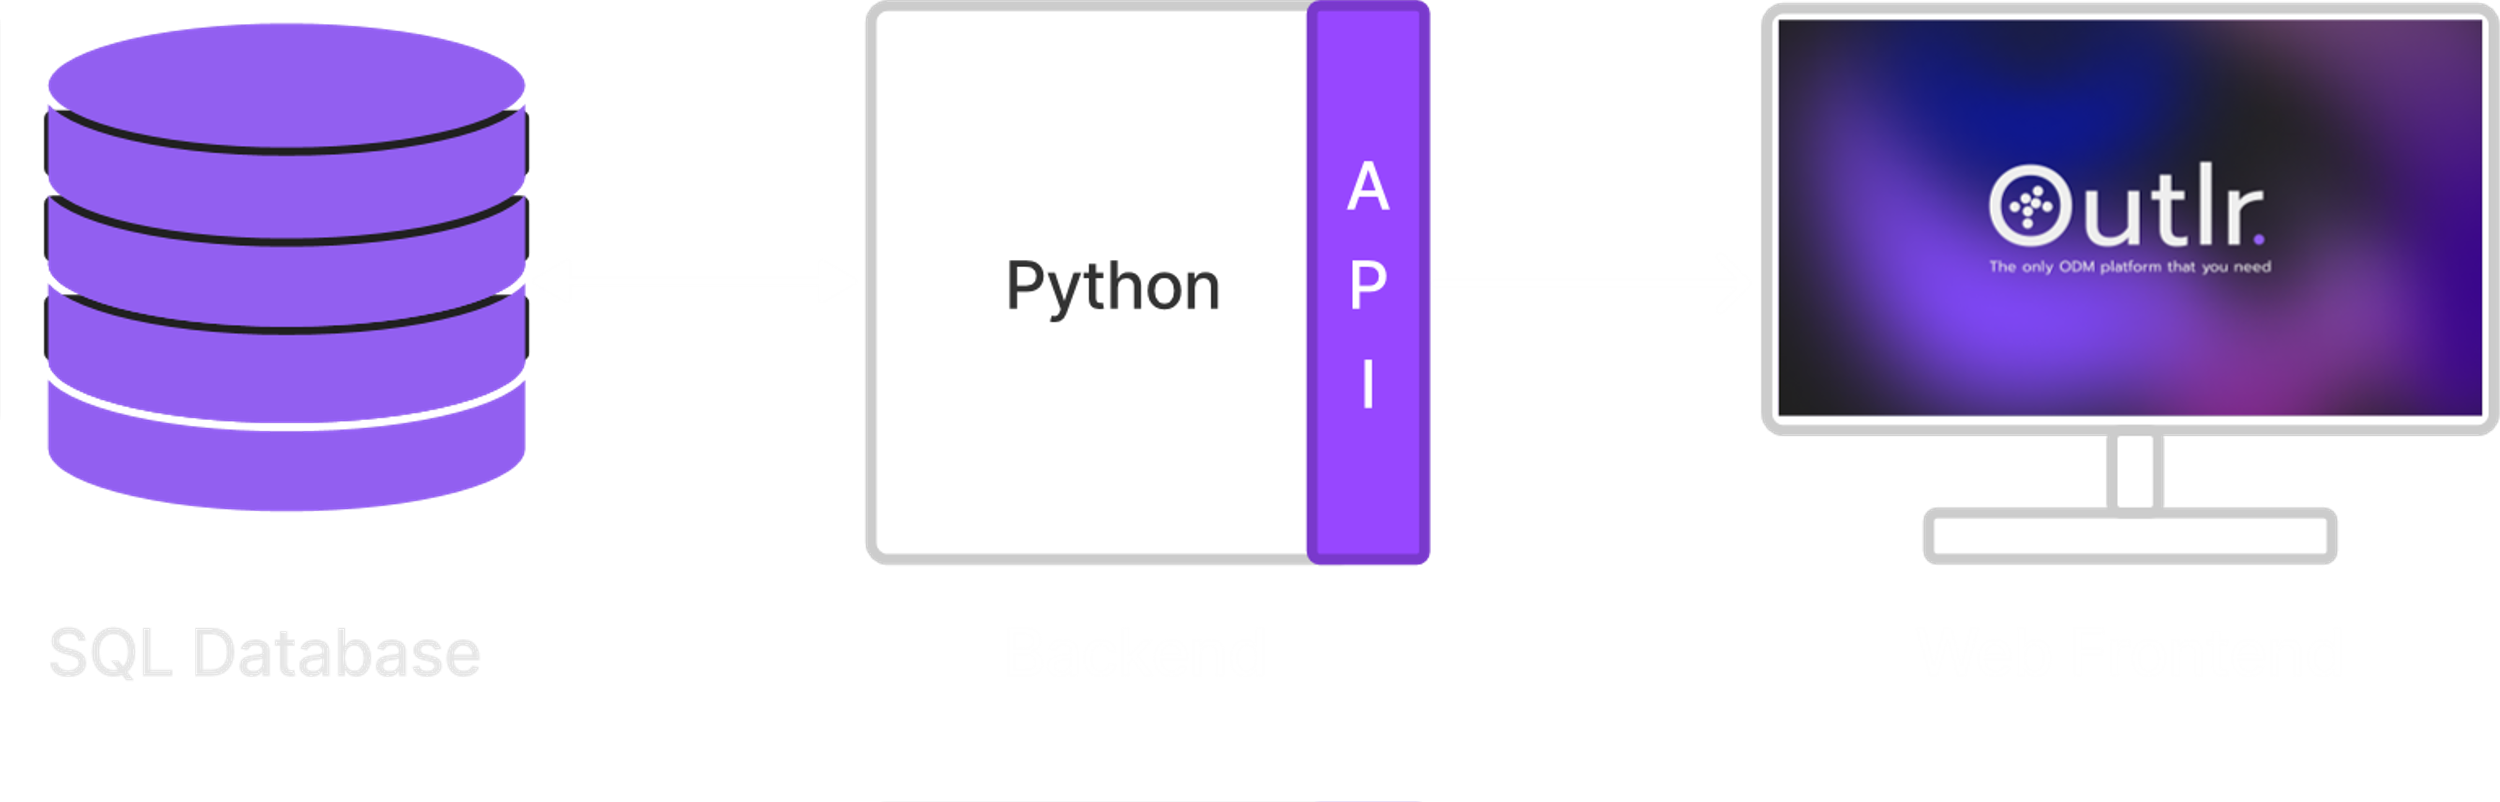 Python
A
P
I
Outlr.
The only ODM platform that you need
SQL Database